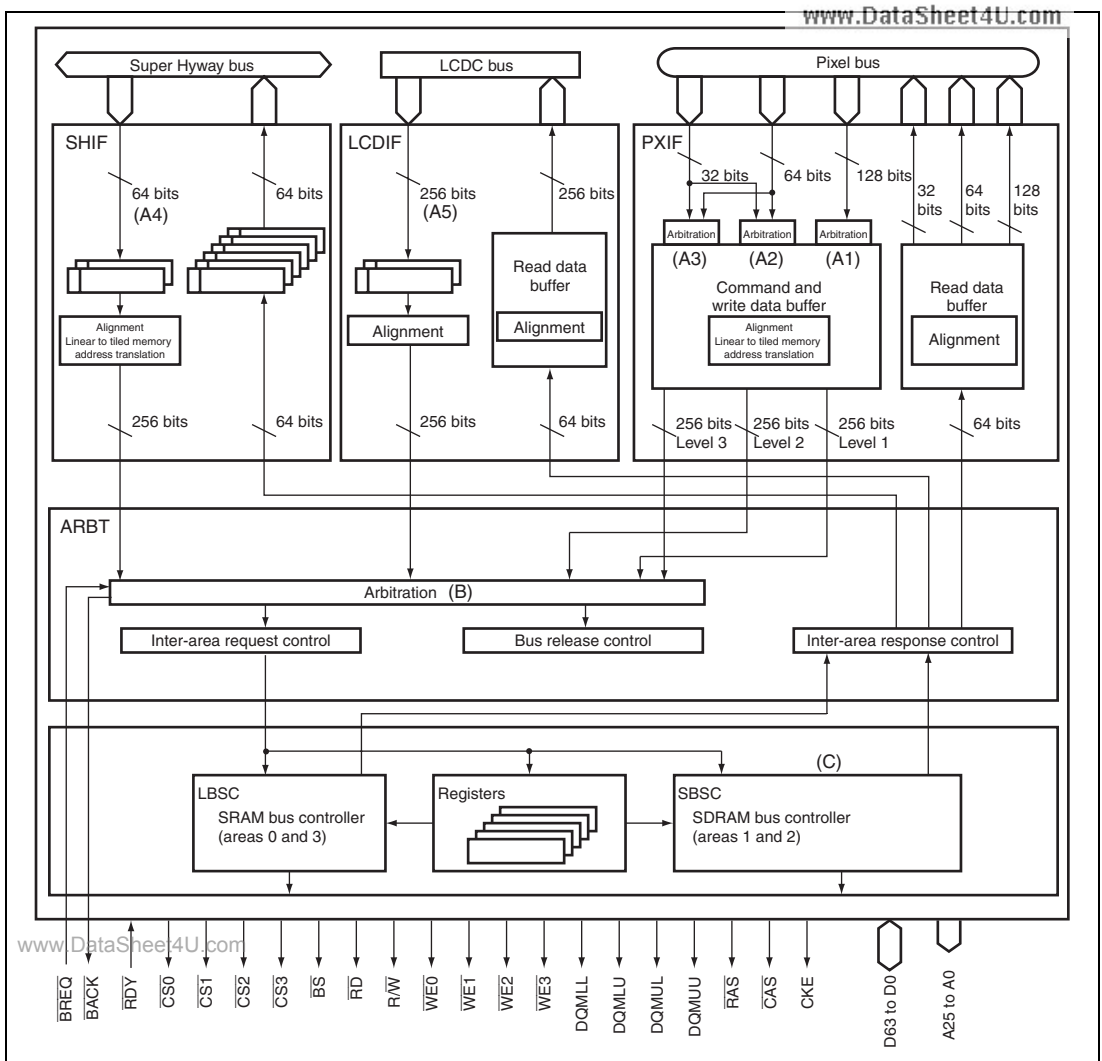 www.DataSheet4U.com
Super Hyway bus
LCDC bus
Pixel bus
SHIF
LCDIF
PXIF
64 bits
(A4)
64 bits
256 bits
(A5)
256 bits
32 bits
64 bits
128 bits
32
bits
64
bits
128
bits
Arbitration
Arbitration
Arbitration
(A3)
(A2)
(A1)
Command and
write data buffer
Alignment
Linear to tiled memory
address translation
Read data
buffer
Alignment
Alignment
Linear to tiled memory
address translation
Alignment
Read data
buffer
Alignment
256 bits
64 bits
256 bits
64 bits
256 bits
Level 3
256 bits
Level 2
256 bits
Level 1
64 bits
ARBT
Arbitration (B)
Inter-area request control
Bus release control
Inter-area response control
(C)
LBSC
SRAM bus controller
(areas 0 and 3)
Registers
SBSC
SDRAM bus controller
(areas 1 and 2)
www.DataSheet4U.com
BREQ
BACK
RDY
CS0
CS1
CS2
CS3
BS
RD
R/W
WE0
WE1
WE2
WE3
DQMLL
DQMLU
DQMUL
DQMUU
RAS
CAS
CKE
D63 to D0
A25 to A0